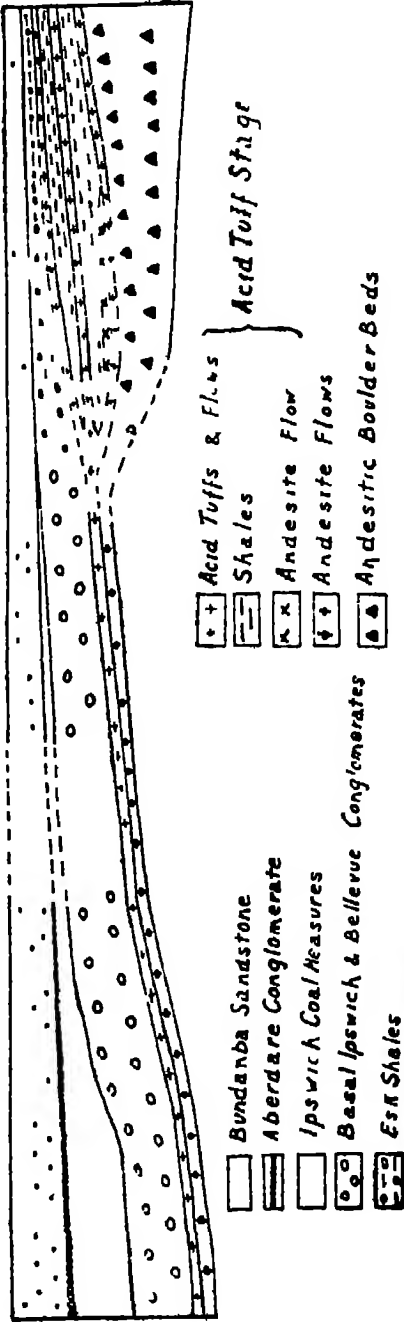 Bundanba Sandstone
Aberdare Conglomerate
Ipswich Coal Measures
Basal Ipswich & Bellevue Conglomerates
Esk Shales
Acid Tuffs & Flows
Shales
Andesite Flow
Andesite Flows
Andesitic Boulder Beds
Acid Tuff Stage